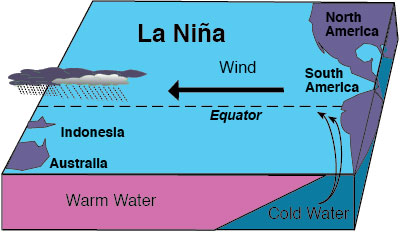 La Niña
North
America
Wind
South
America
Equator
Indonesia
Australia
Warm Water
Cold Water